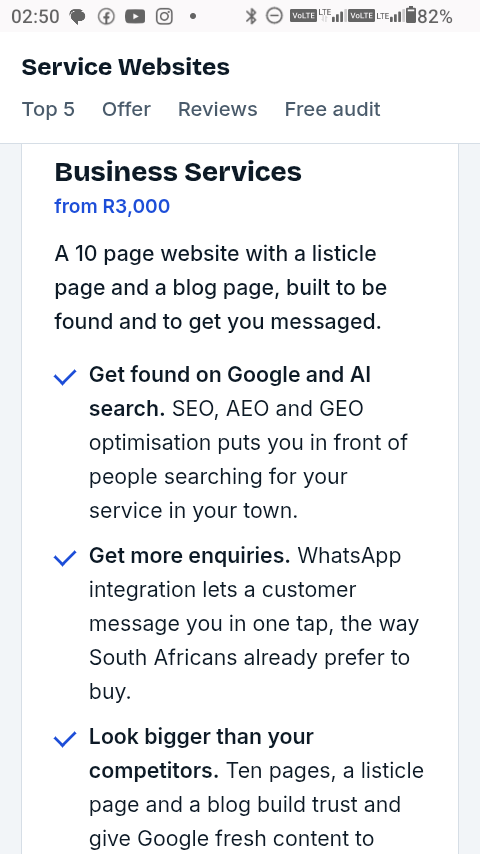 02:50
VoLTE LTE VoLTE LTE 82%
Service Websites
Top 5 Offer Reviews Free audit
Business Services
from R3,000
A 10 page website with a listicle
page and a blog page, built to be
found and to get you messaged.
Get found on Google and AI
search. SEO, AEO and GEO
optimisation puts you in front of
people searching for your
service in your town.
Get more enquiries. WhatsApp
integration lets a customer
message you in one tap, the way
South Africans already prefer to
buy.
Look bigger than your
competitors. Ten pages, a listicle
page and a blog build trust and
give Google fresh content to